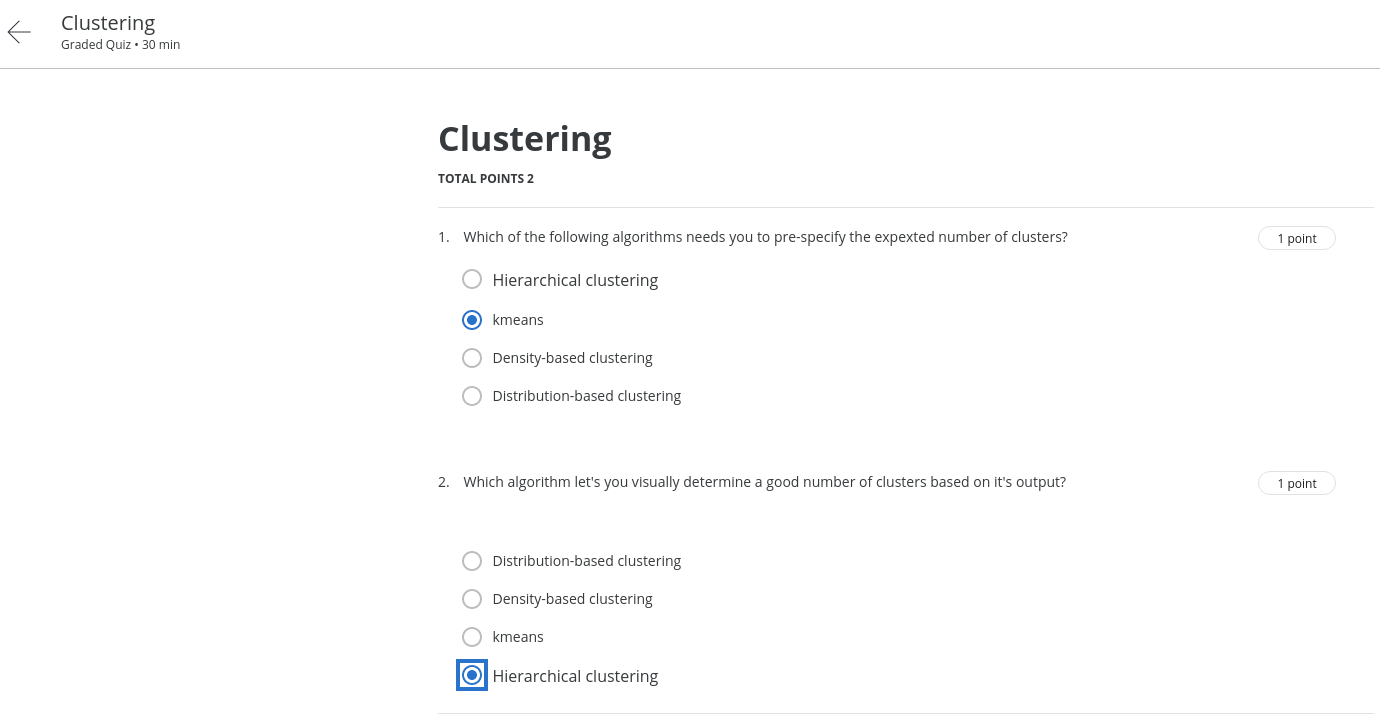 Clustering
Graded Quiz • 30 min
Clustering
TOTAL POINTS 2
1. Which of the following algorithms needs you to pre-specify the expexted number of clusters?
1 point
Hierarchical clustering
kmeans
Density-based clustering
Distribution-based clustering
2. Which algorithm let's you visually determine a good number of clusters based on it's output?
1 point
Distribution-based clustering
Density-based clustering
kmeans
Hierarchical clustering